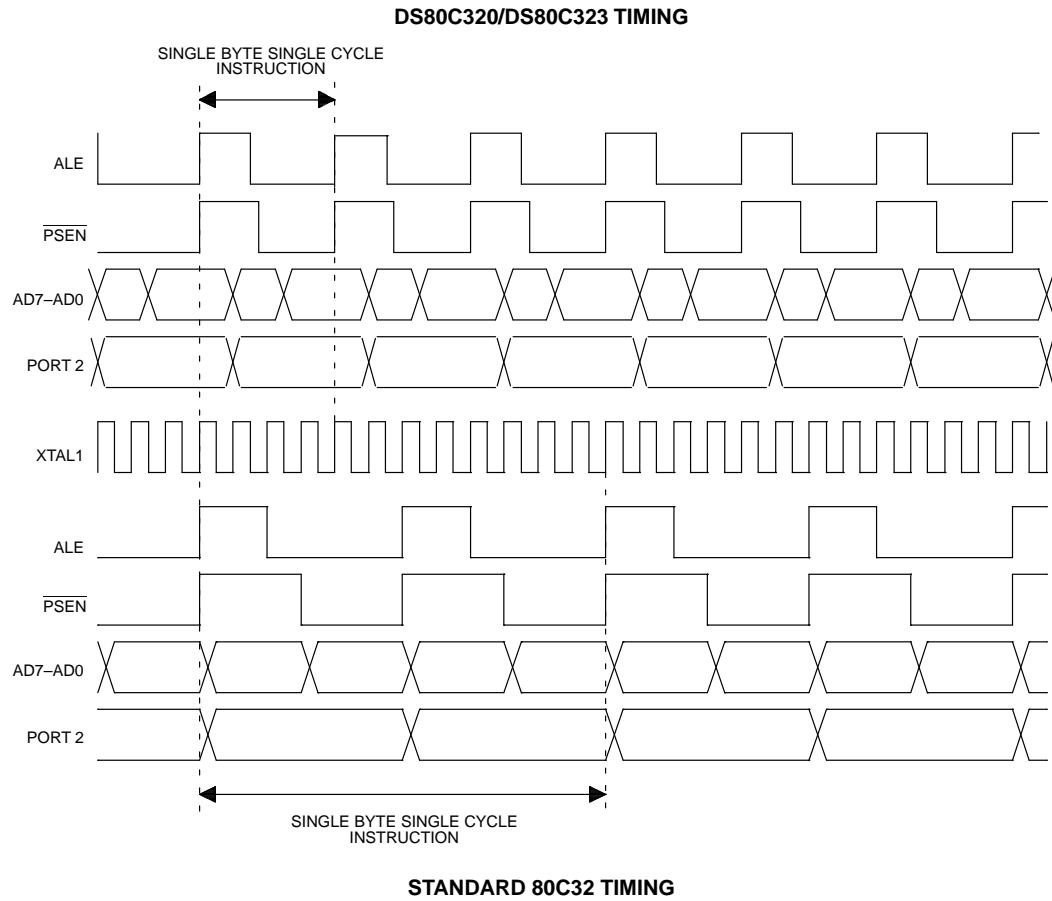 DS80C320/DS80C323 TIMING
SINGLE BYTE SINGLE CYCLE
INSTRUCTION
ALE
PSEN
AD7–AD0
PORT 2
XTAL1
ALE
PSEN
AD7–AD0
PORT 2
SINGLE BYTE SINGLE CYCLE
INSTRUCTION
STANDARD 80C32 TIMING